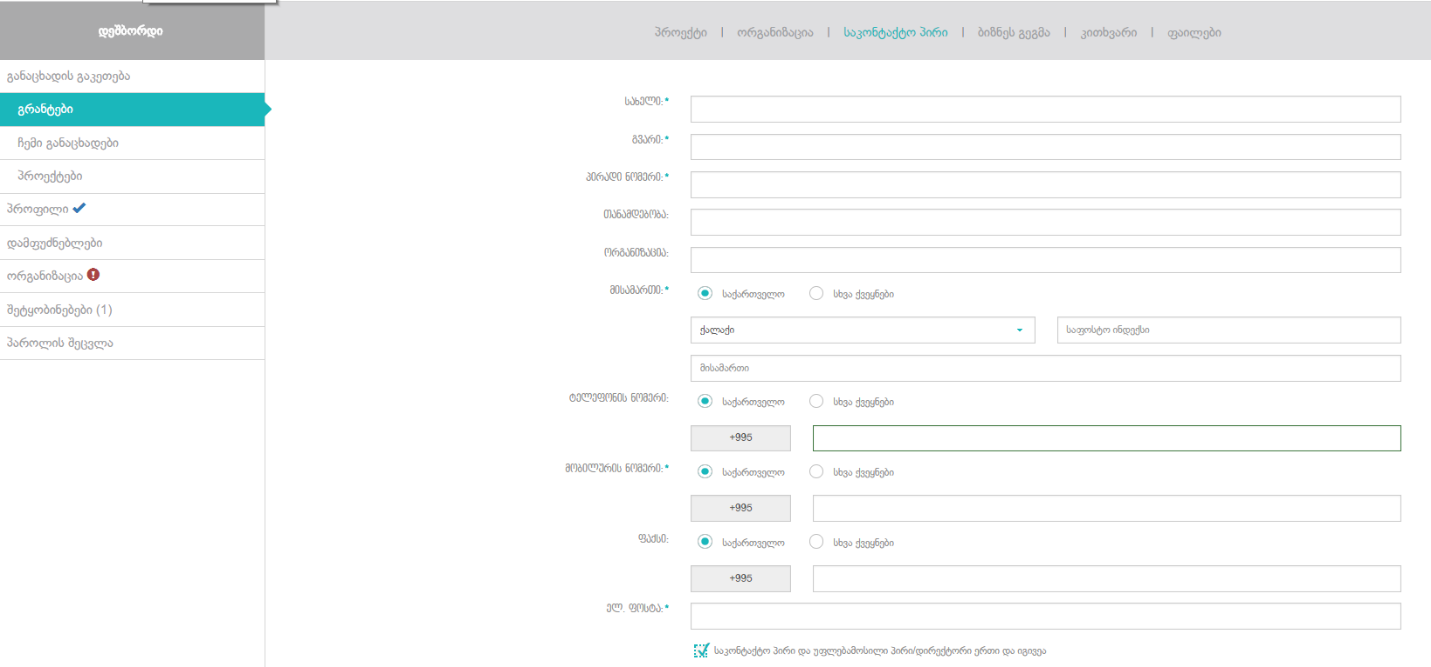 დეშბორდი
პროექტი | ორგანიზაცია | საკონტაქტო პირი | ბიზნეს გეგმა | კითხვარი | ფაილები
განაცხადის გაკეთება
გრანტები
ჩემი განაცხადები
პროექტები
პროფილი
დამფუძნებლები
ორგანიზაცია
შეტყობინებები (1)
პაროლის შეცვლა
სახელი:*
გვარი:*
პირადი ნომერი:*
თანამდებობა:
ორგანიზაცია:
მისამართი:* საქართველო სხვა ქვეყნები
ქალაქი საფოსტო ინდექსი
მისამართი
ტელეფონის ნომერი: საქართველო სხვა ქვეყნები
+995
მობილურის ნომერი:* საქართველო სხვა ქვეყნები
+995
ფაქსი: საქართველო სხვა ქვეყნები
+995
ელ. ფოსტა:*
საკონტაქტო პირი და უფლებამოსილი პირი/დირექტორი ერთი და იგივეა